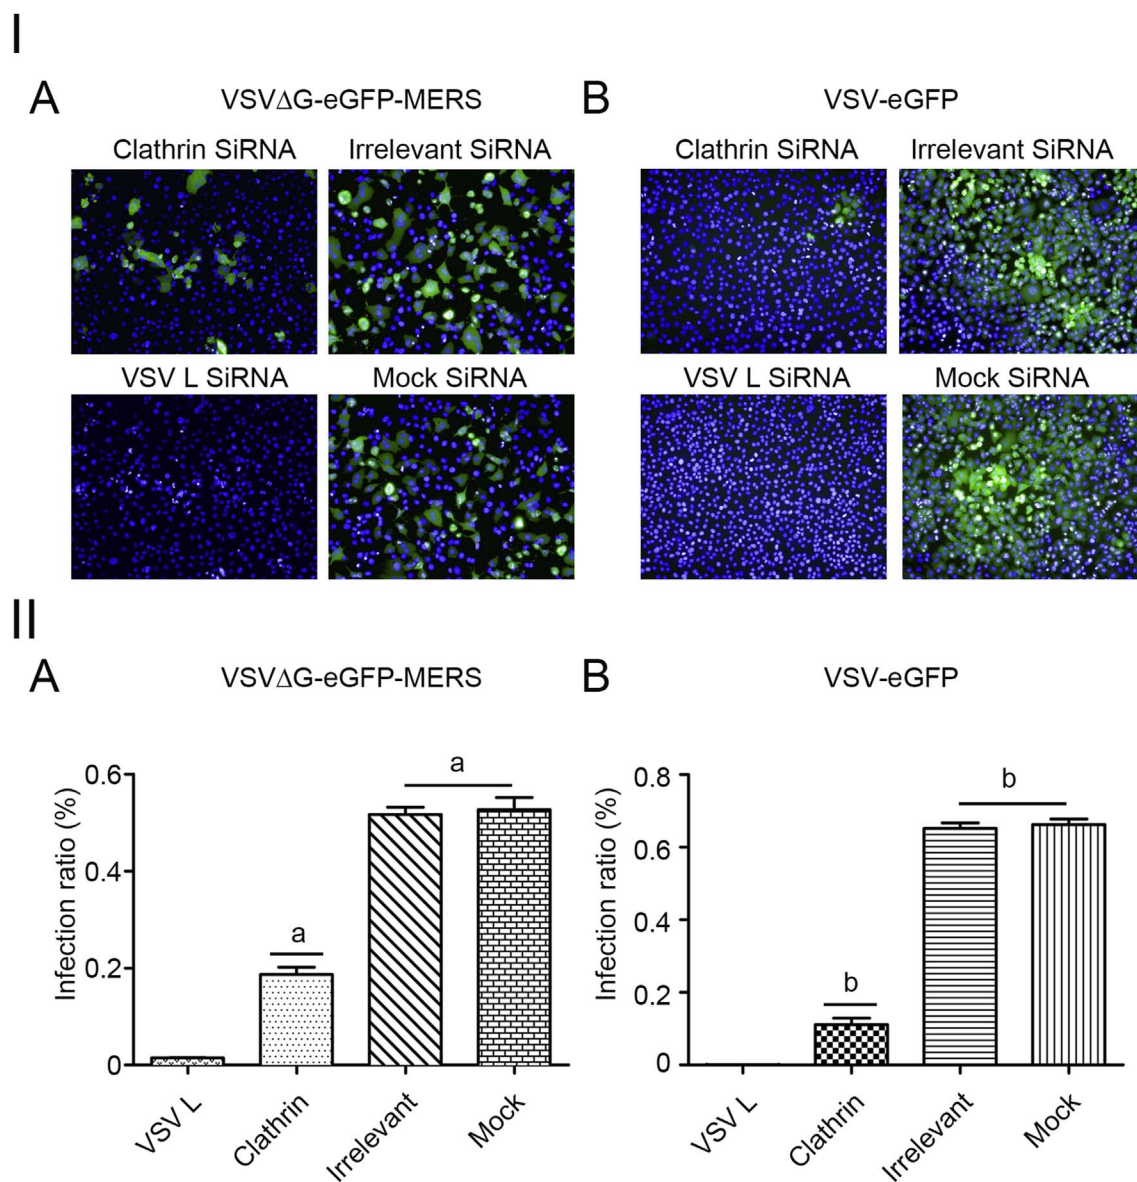 I
A VSVΔG-eGFP-MERS
B VSV-eGFP
Clathrin SiRNA Irrelevant SiRNA
Clathrin SiRNA Irrelevant SiRNA
VSV L SiRNA Mock SiRNA
VSV L SiRNA Mock SiRNA
II
A VSVΔG-eGFP-MERS
B VSV-eGFP
Infection ratio (%)
0.6
0.4
0.2
0
a
a
VSV L
Clathrin
Irrelevant
Mock
Infection ratio (%)
0.8
0.6
0.4
0.2
0
b
b
VSV L
Clathrin
Irrelevant
Mock